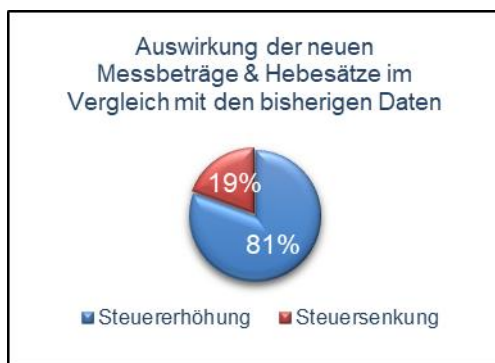 Auswirkung der neuen
Messbeträge & Hebesätze im
Vergleich mit den bisherigen Daten
19%
81%
Steuererhöhung Steuersenkung